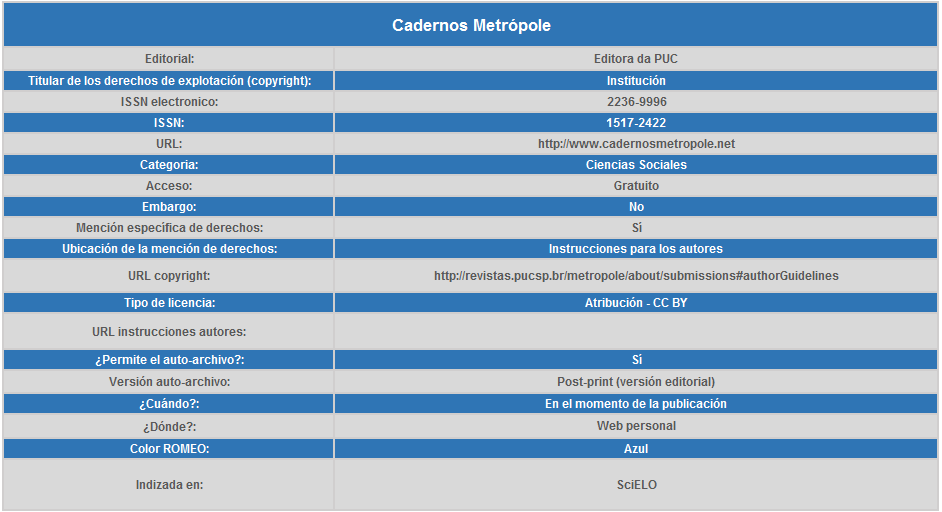 Cadernos Metrópole
Editorial: Editora da PUC
Titular de los derechos de explotación (copyright): Institución
ISSN electronico: 2236-9996
ISSN: 1517-2422
URL: http://www.cadernosmetropole.net
Categoria: Ciencias Sociales
Acceso: Gratuito
Embargo: No
Mención específica de derechos: Sí
Ubicación de la mención de derechos: Instrucciones para los autores
URL copyright: http://revistas.pucsp.br/metropole/about/submissions#authorGuidelines
Tipo de licencia: Atribución - CC BY
URL instrucciones autores:
¿Permite el auto-archivo?: Sí
Versión auto-archivo: Post-print (versión editorial)
¿Cuándo?: En el momento de la publicación
¿Dónde?: Web personal
Color ROMEO: Azul
Indizada en: SciELO